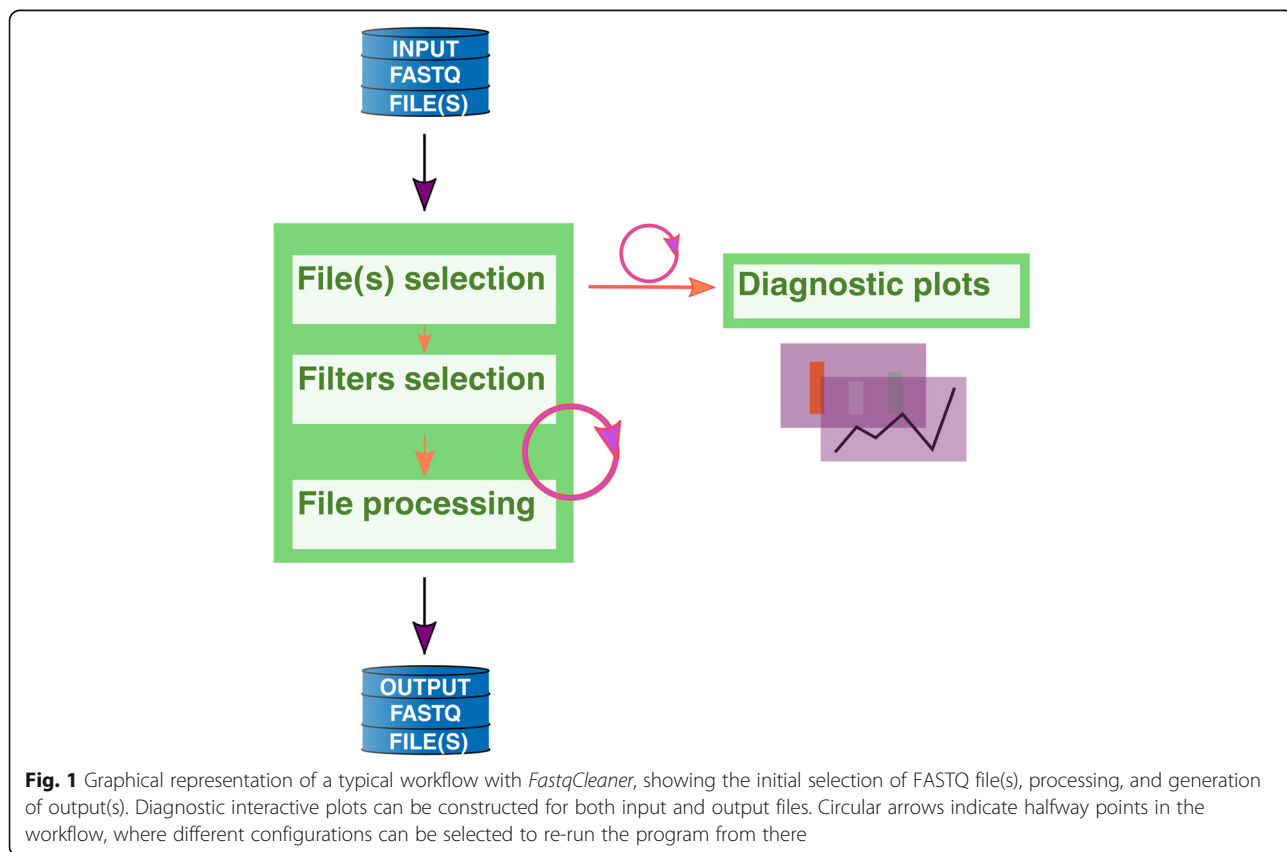 INPUT
FASTQ
FILE(S)
File(s) selection
Diagnostic plots
Filters selection
File processing
OUTPUT
FASTQ
FILE(S)
Fig. 1 Graphical representation of a typical workflow with FastqCleaner, showing the initial selection of FASTQ file(s), processing, and generation
of output(s). Diagnostic interactive plots can be constructed for both input and output files. Circular arrows indicate halfway points in the
workflow, where different configurations can be selected to re-run the program from there